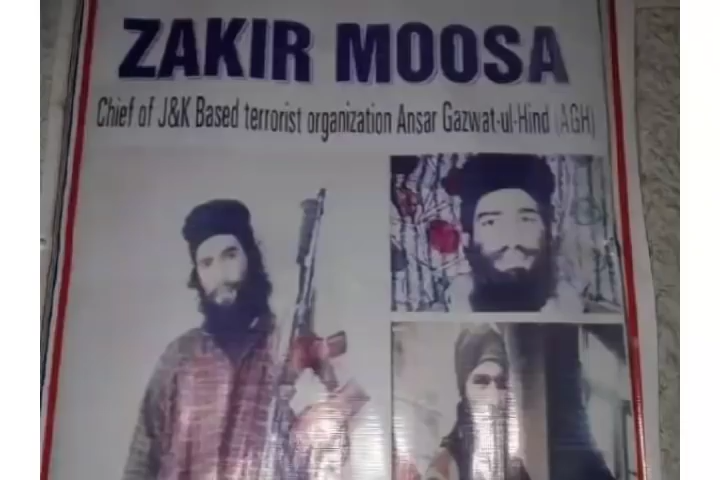 ZAKIR MOOSA
Chief of J&K Based terrorist organization Ansar Gazwat-ul-Hind (AGH)